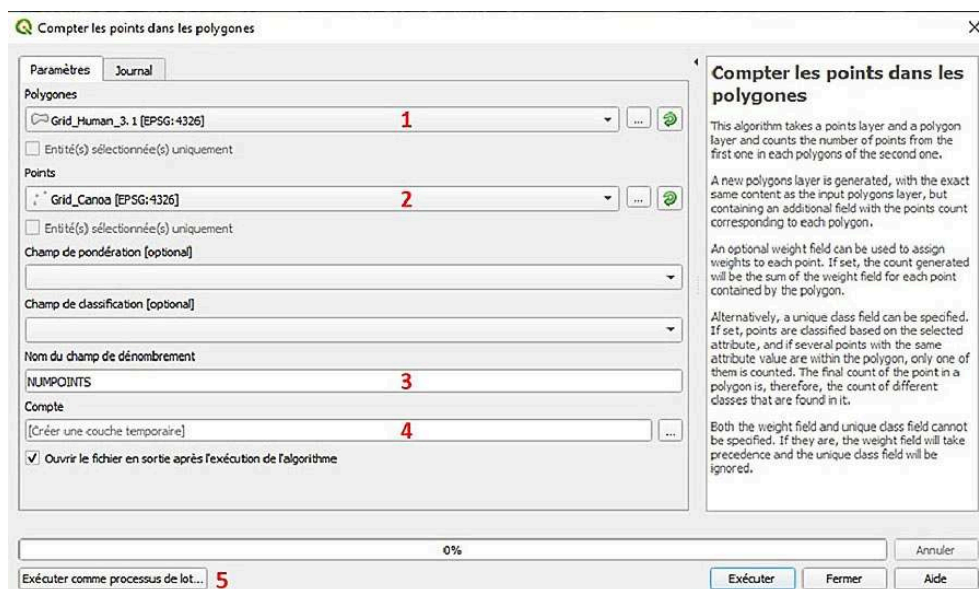 Compter les points dans les polygones
Paramètres
Journal
Polygones
Grid_Human_3. 1 [EPSG:4326]
1
...
Entité(s) sélectionnée(s) uniquement
Points
Grid_Canoa [EPSG:4326]
2
...
Entité(s) sélectionnée(s) uniquement
Champ de pondération [optional]
Champ de classification [optional]
Nom du champ de dénombrement
NUMPOINTS
3
Compte
[Créer une couche temporaire]
4
...
Ouvrir le fichier en sortie après l'exécution de l'algorithme
Compter les points dans les
polygones
This algorithm takes a points layer and a polygon
layer and counts the number of points from the
first one in each polygons of the second one.
A new polygons layer is generated, with the exact
same content as the input polygons layer, but
containing an additional field with the points count
corresponding to each polygon.
An optional weight field can be used to assign
weights to each point. If set, the count generated
will be the sum of the weight field for each point
contained by the polygon.
Alternatively, a unique class field can be specified.
If set, points are classified based on the selected
attribute, and if several points with the same
attribute value are within the polygon, only one of
them is counted. The final count of the point in a
polygon is, therefore, the count of different
classes that are found in it.
Both the weight field and unique class field cannot
be specified. If they are, the weight field will take
precedence and the unique class field will be
ignored.
0%
Annuler
Exécuter comme processus de lot...
5
Exécuter
Fermer
Aide